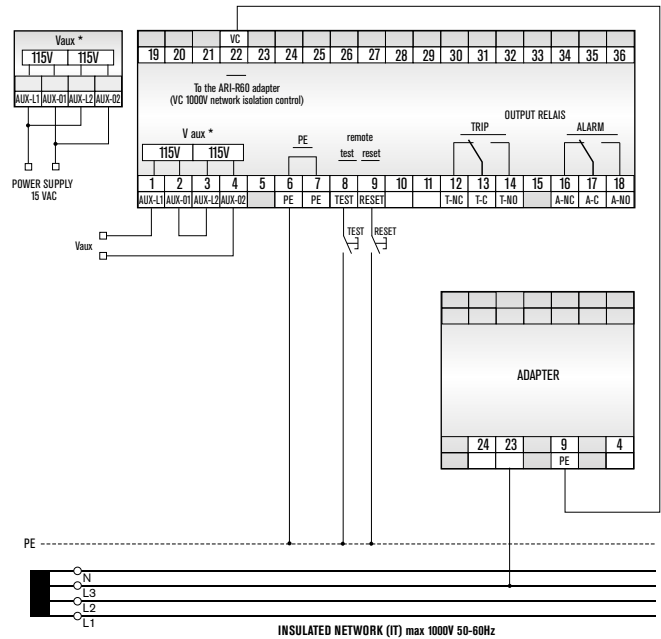 Vaux *
115V 115V
AUX-L1 AUX-01 AUX-L2 AUX-02
POWER SUPPLY
15 VAC
VC
19 20 21 22 23 24 25 26 27 28 29 30 31 32 33 34 35 36
To the ARI-R60 adapter
(VC 1000V network isolation control)
OUTPUT RELAIS
TRIP ALARM
V aux *
115V 115V
PE
remote
test reset
1 2 3 4 5 6 7 8 9 10 11 12 13 14 15 16 17 18
AUX-L1 AUX-01 AUX-L2 AUX-02 PE PE TEST RESET T-NC T-C T-NO A-NC A-C A-NO
Vaux
TEST RESET
ADAPTER
24 23 9 4
PE
PE
N
L3
L2
L1
INSULATED NETWORK (IT) max 1000V 50-60Hz